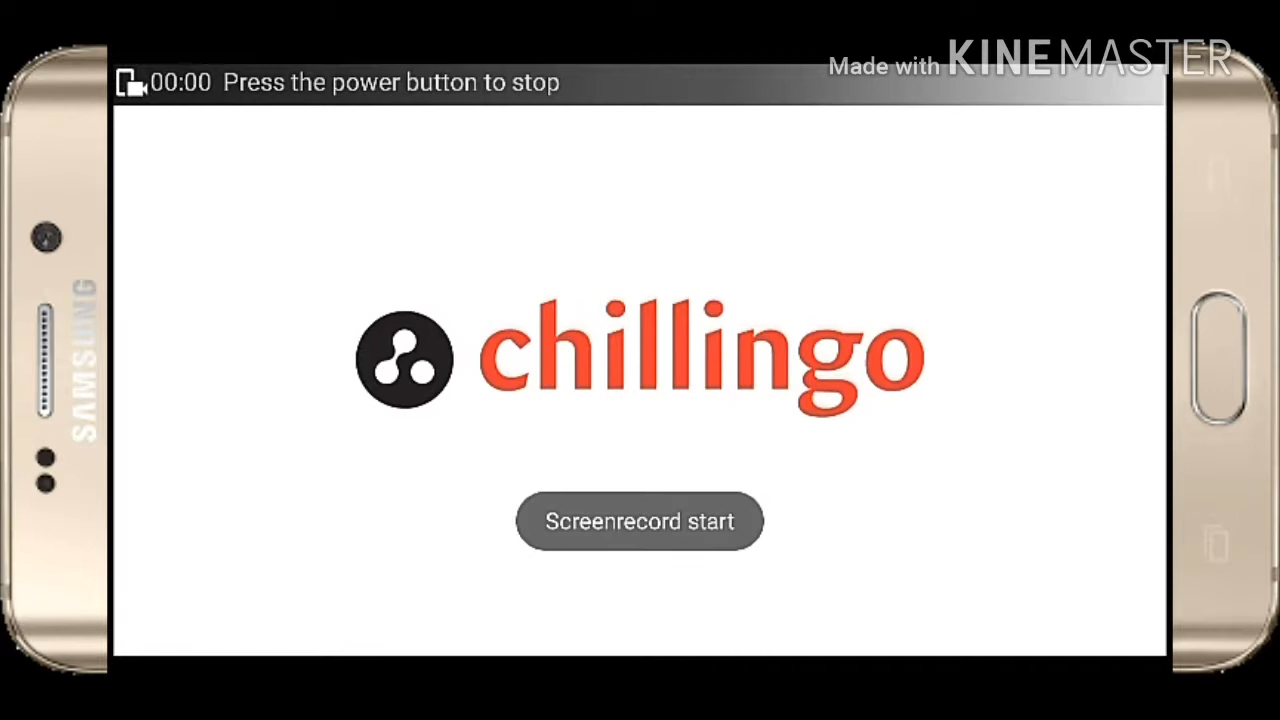 Made with KINEMASTER
00:00 Press the power button to stop
SAMSUNG
chillingo
Screenrecord start